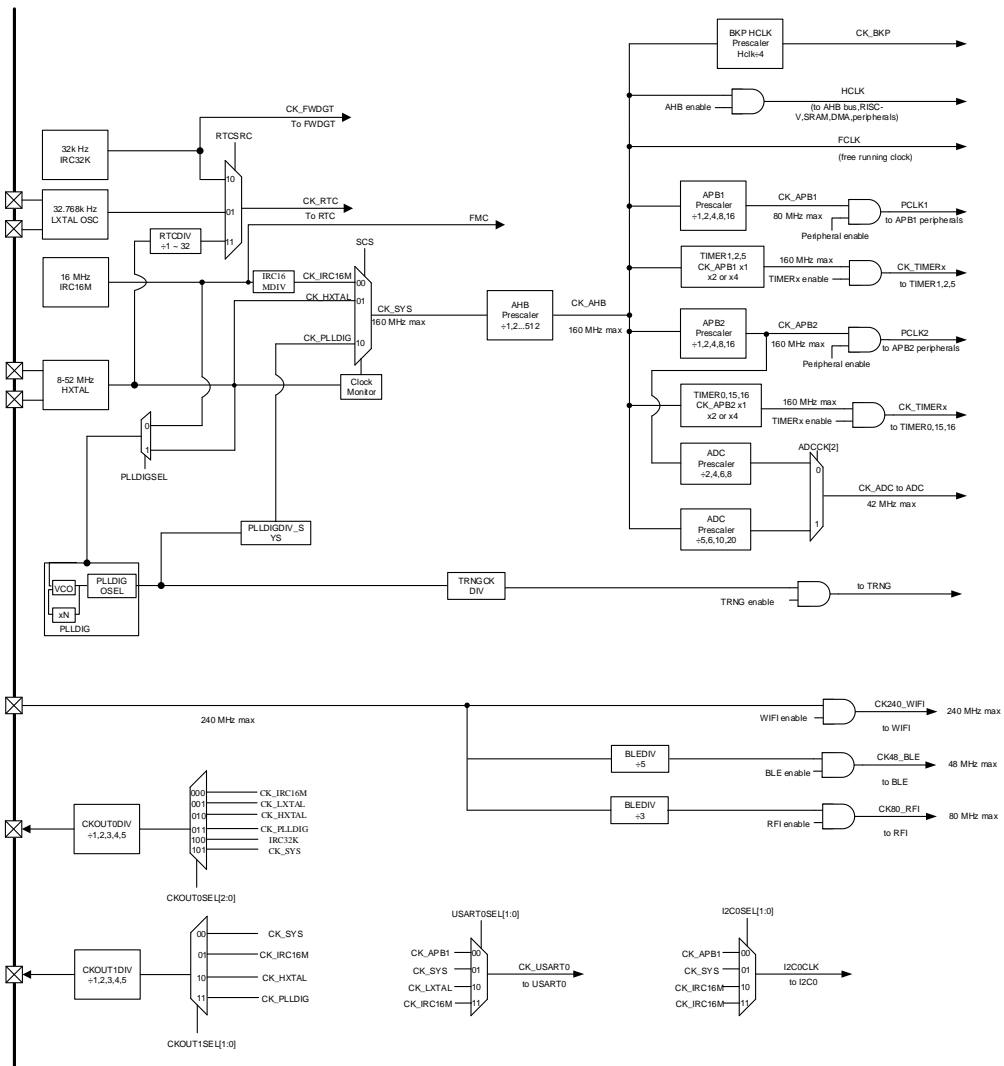 BKP HCLK
Prescaler
Hclk÷4
CK_BKP
AHB enable
HCLK
(to AHB bus,RISC-
V,SRAM,DMA,peripherals)
FCLK
(free running clock)
CK_FWDGT
To FWDGT
32k Hz
IRC32K
RTCSRC
10
01
11
32.768k Hz
LXTAL OSC
CK_RTC
To RTC
RTCDIV
÷1 ~ 32
FMC
16 MHz
IRC16M
IRC16
MDIV
SCS
CK_IRC16M
00
CK_HXTAL
01
CK_PLLDIG
10
CK_SYS
160 MHz max
AHB
Prescaler
÷1,2...512
CK_AHB
160 MHz max
8-52 MHz
HXTAL
Clock
Monitor
0
1
PLLDIGSEL
APB1
Prescaler
÷1,2,4,8,16
CK_APB1
80 MHz max
Peripheral enable
PCLK1
to APB1 peripherals
TIMER1,2,5
CK_APB1 x1
x2 or x4
160 MHz max
TIMERx enable
CK_TIMERx
to TIMER1,2,5
APB2
Prescaler
÷1,2,4,8,16
CK_APB2
160 MHz max
Peripheral enable
PCLK2
to APB2 peripherals
TIMER0,15,16
CK_APB2 x1
x2 or x4
160 MHz max
TIMERx enable
CK_TIMERx
to TIMER0,15,16
ADC
Prescaler
÷2,4,6,8
ADCCK[2]
0
1
CK_ADC to ADC
42 MHz max
ADC
Prescaler
÷5,6,10,20
PLLDIGDIV_S
YS
VCO
xN
PLLDIG
OSEL
PLLDIG
TRNGCK
DIV
TRNG enable
to TRNG
240 MHz max
WIFI enable
CK240_WIFI
to WIFI
240 MHz max
BLEDIV
÷5
BLE enable
CK48_BLE
to BLE
48 MHz max
BLEDIV
÷3
RFI enable
CK80_RFI
to RFI
80 MHz max
CKOUT0DIV
÷1,2,3,4,5
000
CK_IRC16M
001
CK_LXTAL
010
CK_HXTAL
011
CK_PLLDIG
100
IRC32K
101
CK_SYS
CKOUT0SEL[2:0]
CKOUT1DIV
÷1,2,3,4,5
00
CK_SYS
01
CK_IRC16M
10
CK_HXTAL
11
CK_PLLDIG
CKOUT1SEL[1:0]
USART0SEL[1:0]
CK_APB1
00
CK_SYS
01
CK_LXTAL
10
CK_IRC16M
11
CK_USART0
to USART0
I2C0SEL[1:0]
CK_APB1
00
CK_SYS
01
CK_IRC16M
10
CK_IRC16M
11
I2C0CLK
to I2C0